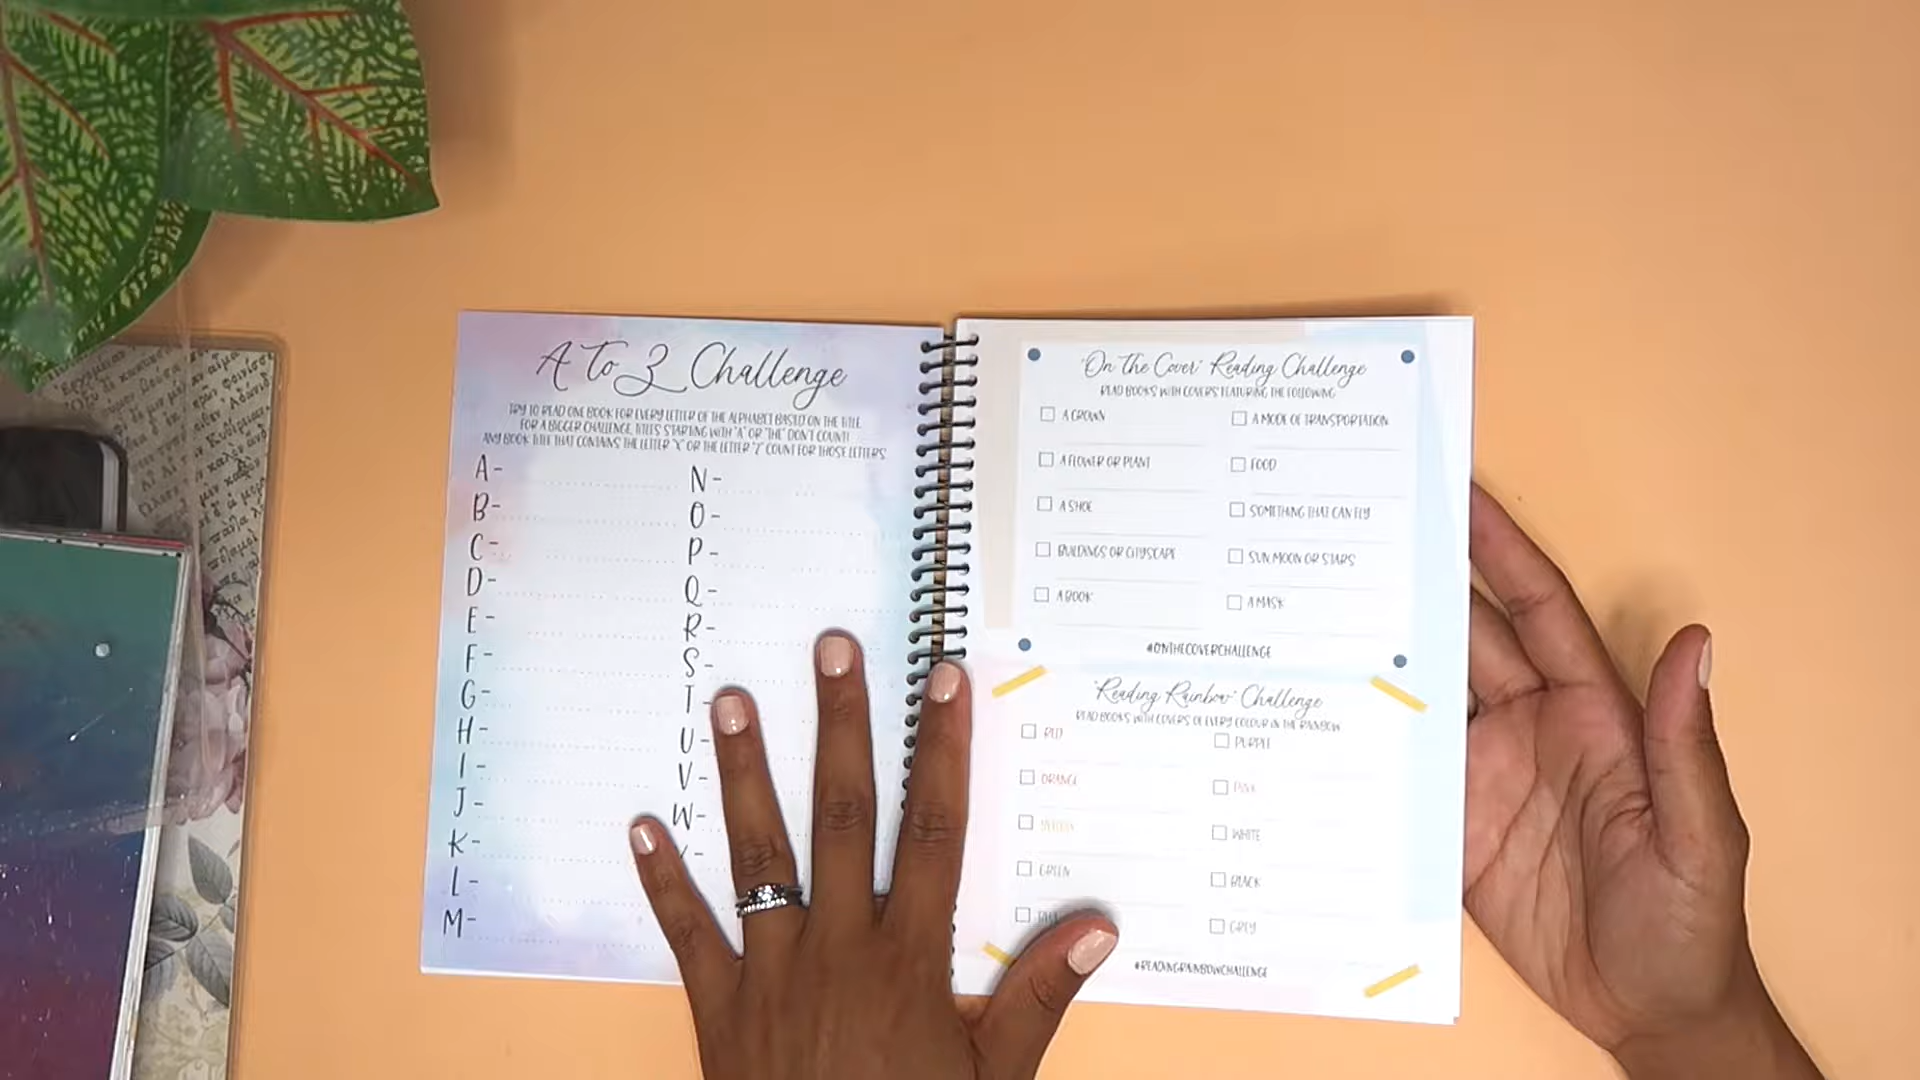 A to Z Challenge
TRY TO READ ONE BOOK FOR EVERY LETTER OF THE ALPHABET BASED ON THE TITLE
FOR A BIGGER CHALLENGE, TITLES STARTING WITH "A" OR "THE" DON'T COUNT!
ANY BOOK TITLE THAT CONTAINS THE LETTER "X" OR THE LETTER "Z" COUNT FOR THOSE LETTERS
A-
B-
C-
D-
E-
F-
G-
H-
I-
J-
K-
L-
M-
N-
O-
P-
Q-
R-
S-
T-
U-
V-
W-
"On The Cover" Reading Challenge
READ BOOKS WITH COVERS FEATURING THE FOLLOWING
A CROWN
A FLOWER OR PLANT
A SHOE
BUILDINGS OR CITYSCAPE
A BOOK
A MODE OF TRANSPORTATION
FOOD
SOMETHING THAT CAN FLY
SUN MOON OR STARS
A MASK
#ONTHECOVERCHALLENGE
"Reading Rainbow" Challenge
READ BOOKS WITH COVERS OF EVERY COLOUR IN THE RAINBOW
RED
ORANGE
YELLOW
GREEN
BLUE
PURPLE
PINK
WHITE
BLACK
GREY
#READINGRAINBOWCHALLENGE